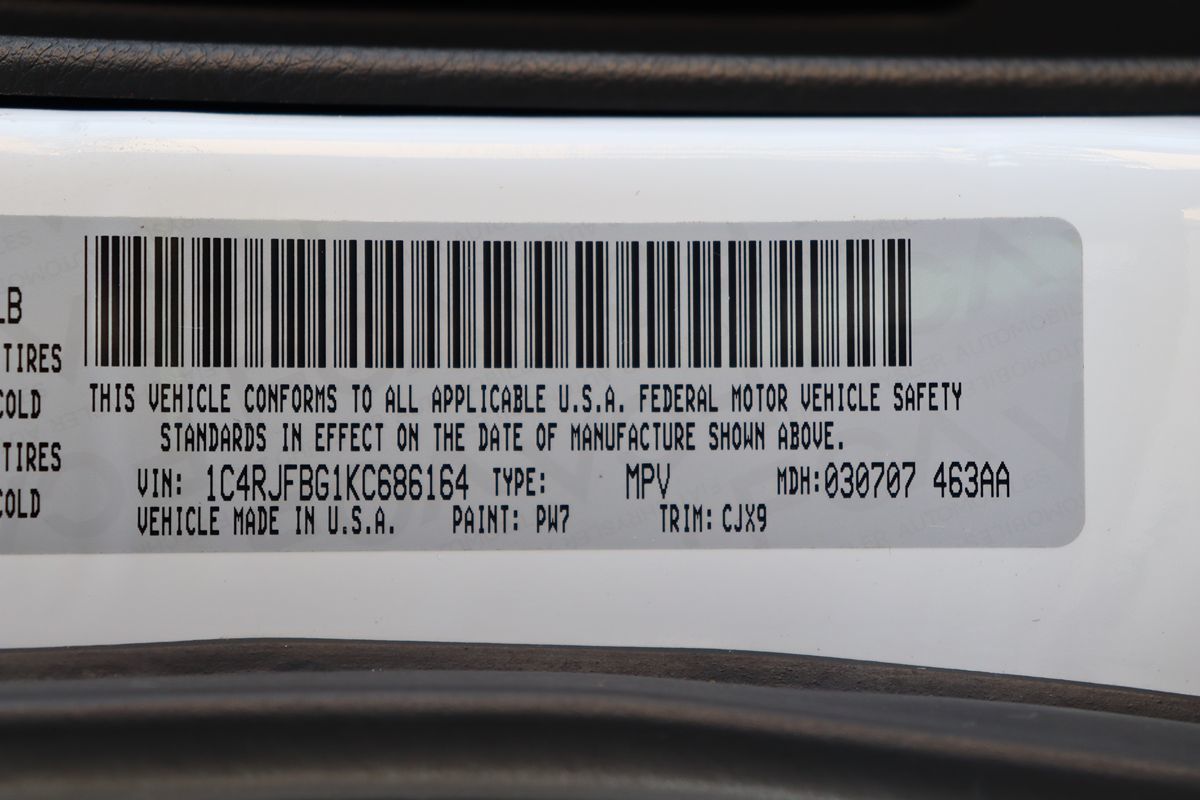 LB
TIRES
COLD
TIRES
COLD
THIS VEHICLE CONFORMS TO ALL APPLICABLE U.S.A. FEDERAL MOTOR VEHICLE SAFETY
STANDARDS IN EFFECT ON THE DATE OF MANUFACTURE SHOWN ABOVE.
VIN: 1C4RJFBG1KC686164 TYPE: MPV MDH:030707 463AA
VEHICLE MADE IN U.S.A. PAINT: PW7 TRIM: CJX9